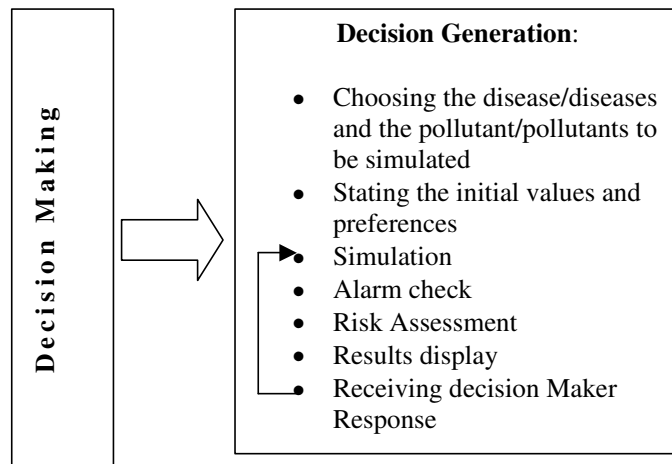 Decision Making
Decision Generation:
• Choosing the disease/diseases
and the pollutant/pollutants to
be simulated
• Stating the initial values and
preferences
• Simulation
• Alarm check
• Risk Assessment
• Results display
• Receiving decision Maker
Response